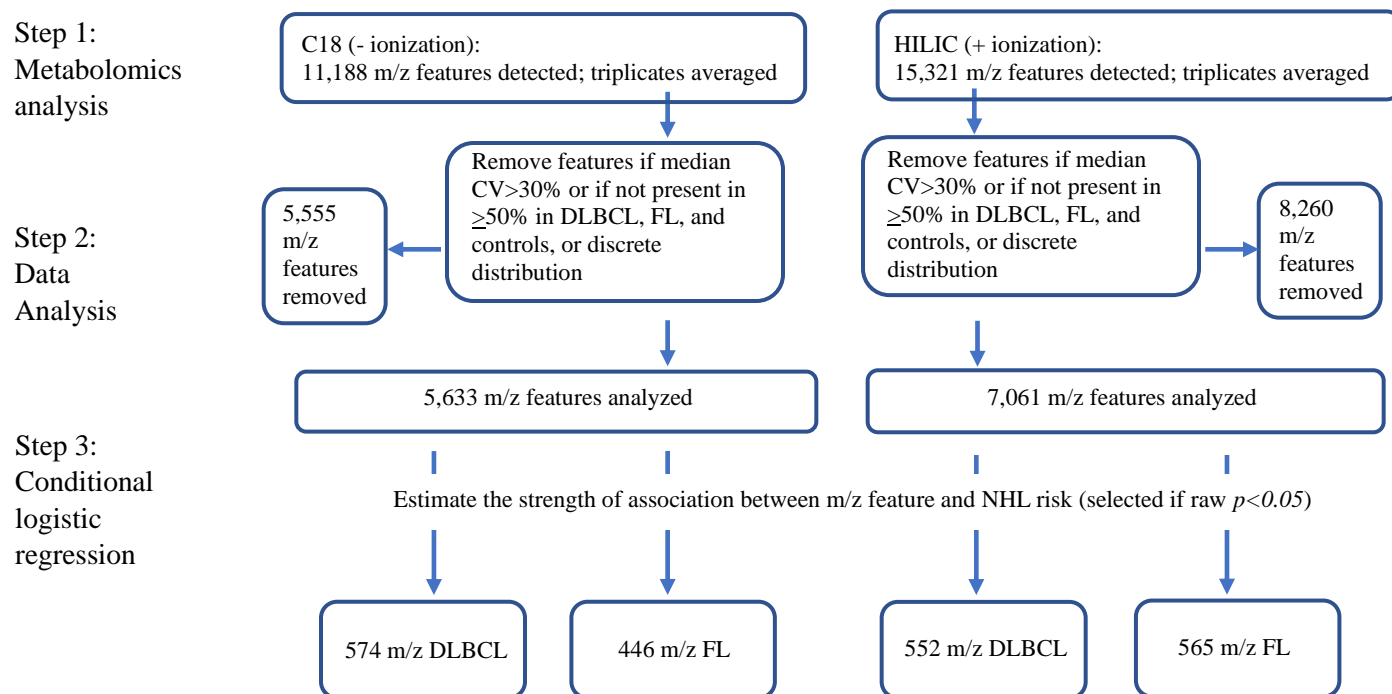 Step 1:
Metabolomics
analysis
C18 (- ionization):
11,188 m/z features detected; triplicates averaged
HILIC (+ ionization):
15,321 m/z features detected; triplicates averaged
Step 2:
Data
Analysis
5,555
m/z
features
removed
Remove features if median
CV>30% or if not present in
≥50% in DLBCL, FL, and
controls, or discrete
distribution
Remove features if median
CV>30% or if not present in
≥50% in DLBCL, FL, and
controls, or discrete
distribution
8,260
m/z
features
removed
5,633 m/z features analyzed
7,061 m/z features analyzed
Step 3:
Conditional
logistic
regression
Estimate the strength of association between m/z feature and NHL risk (selected if raw p<0.05)
574 m/z DLBCL
446 m/z FL
552 m/z DLBCL
565 m/z FL